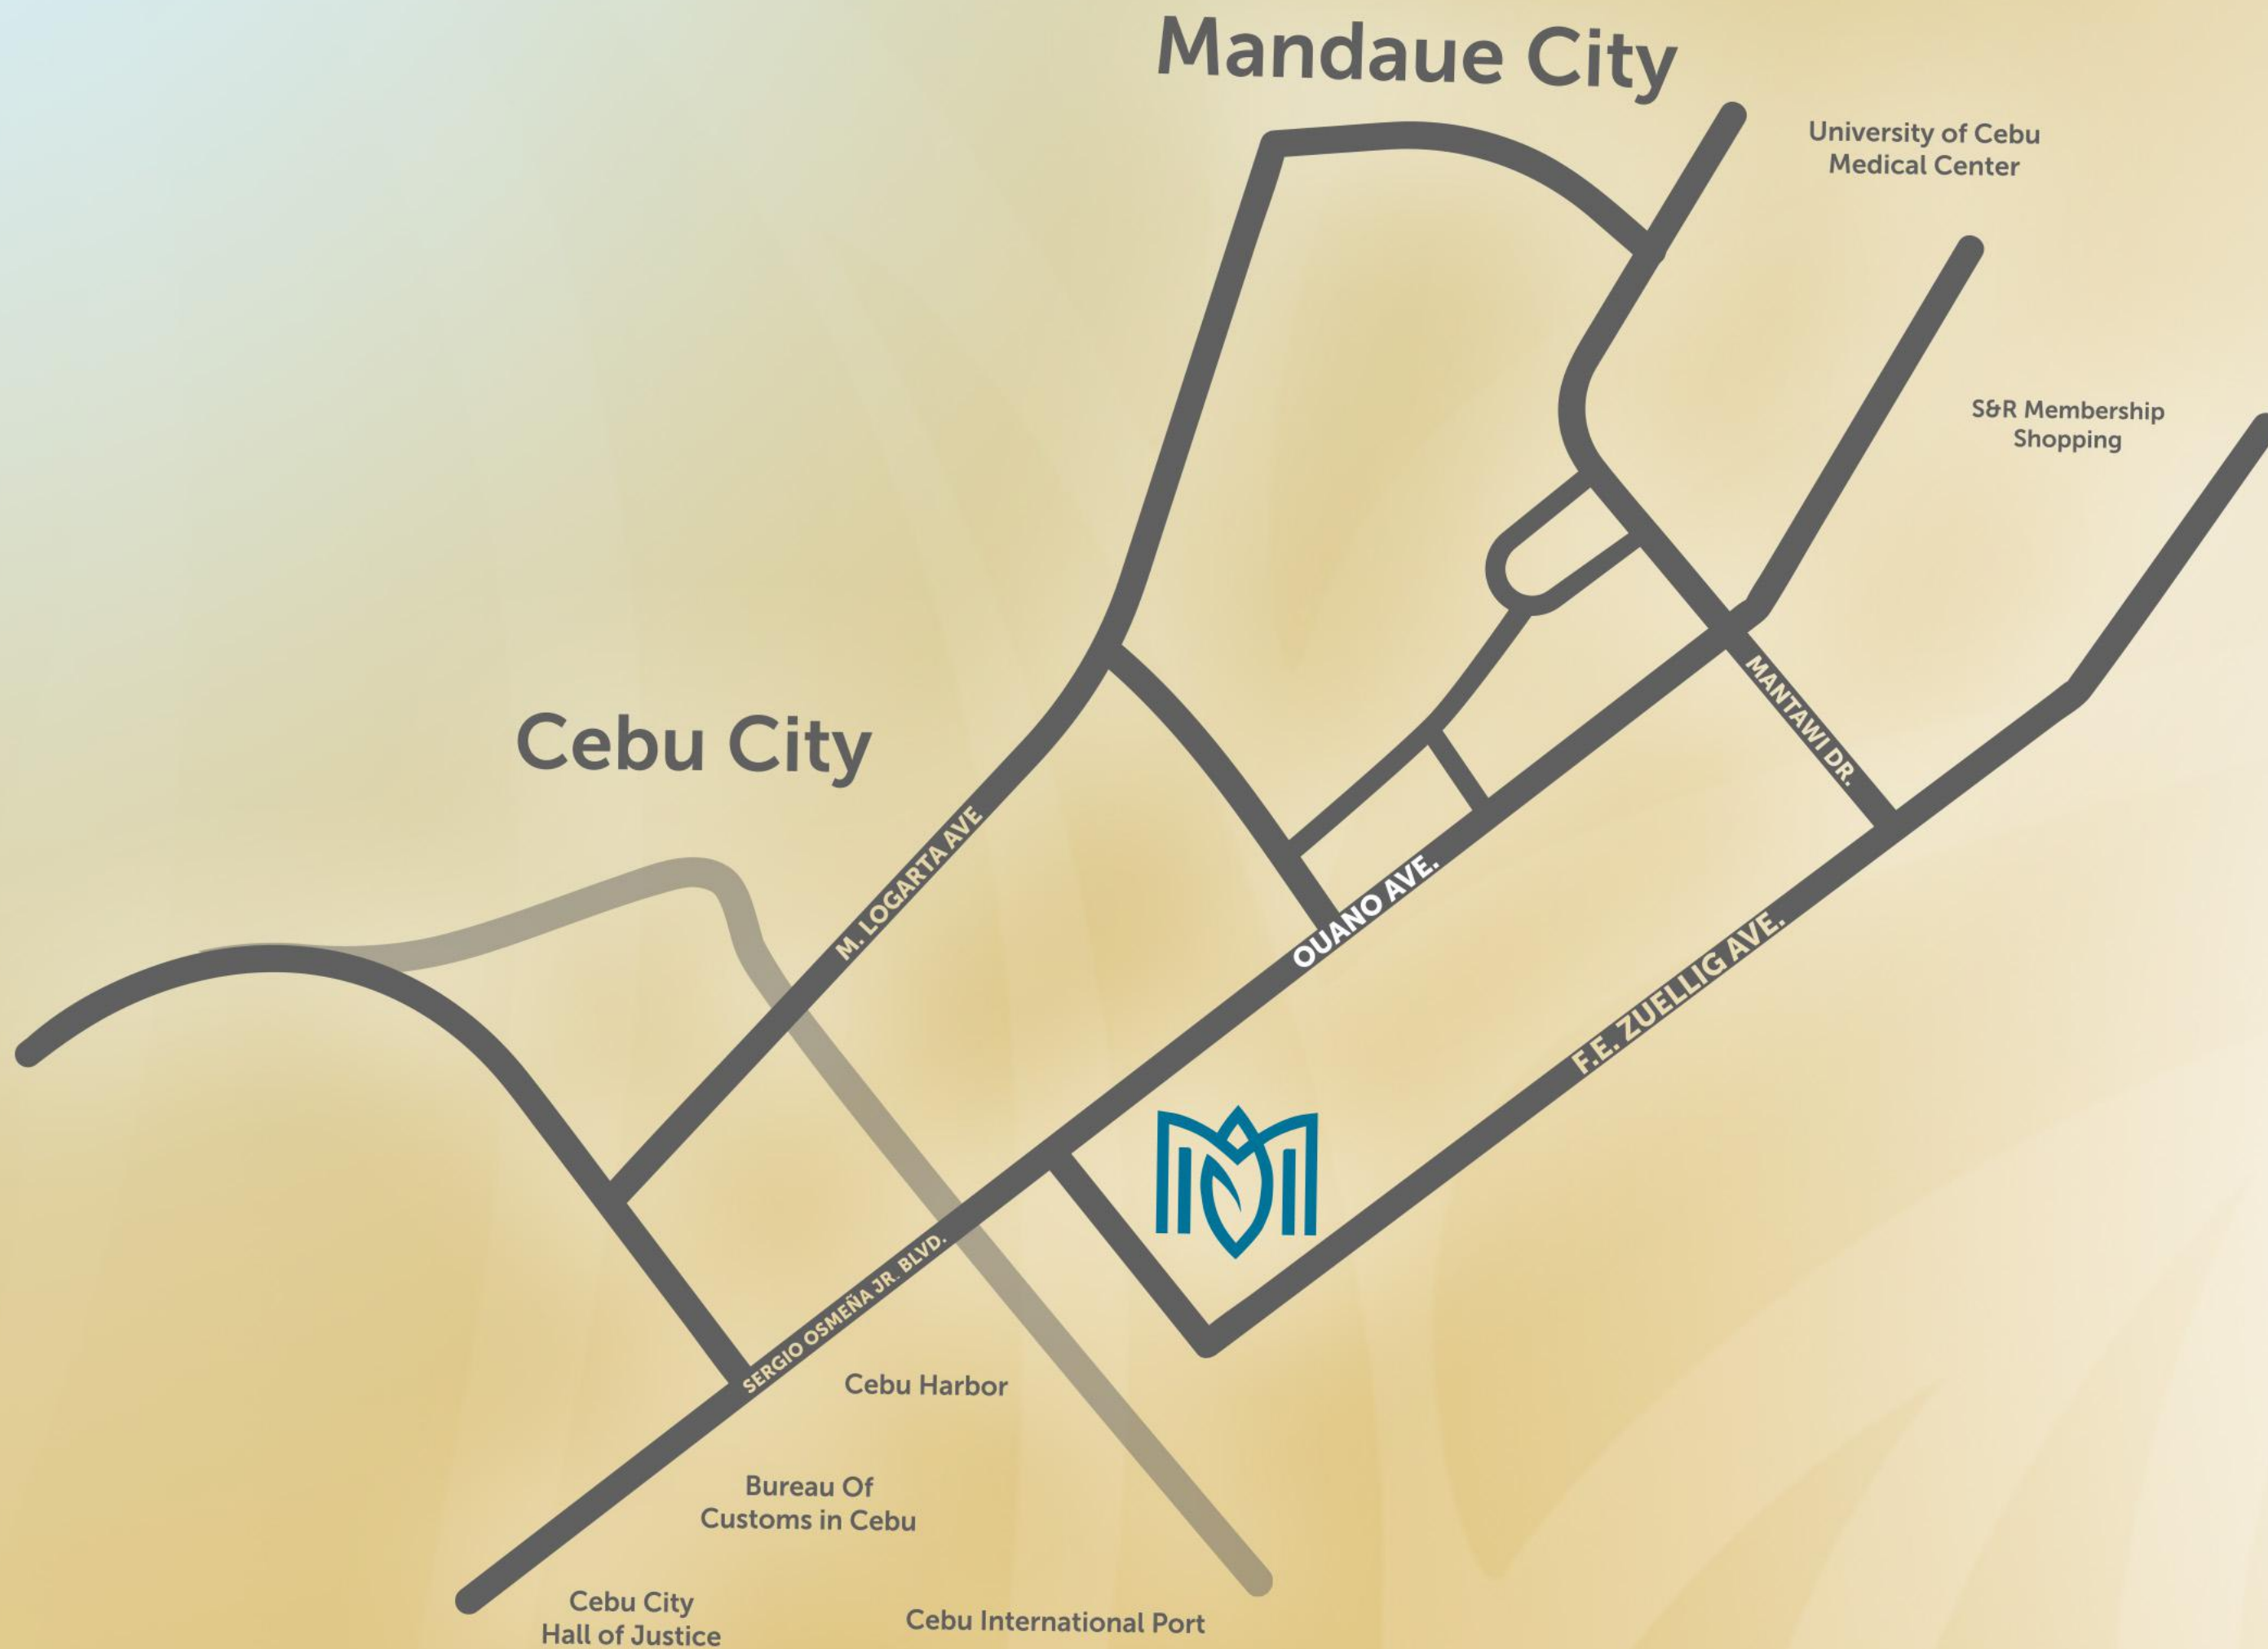 Mandaue City
University of Cebu
Medical Center
S&R Membership
Shopping
MANTAWI DR.
Cebu City
M. LOGARTA AVE
OUANO AVE.
F.E. ZUELLIG AVE.
SERGIO OSMEÑA JR. BLVD.
Cebu Harbor
Bureau Of
Customs in Cebu
Cebu City
Hall of Justice
Cebu International Port